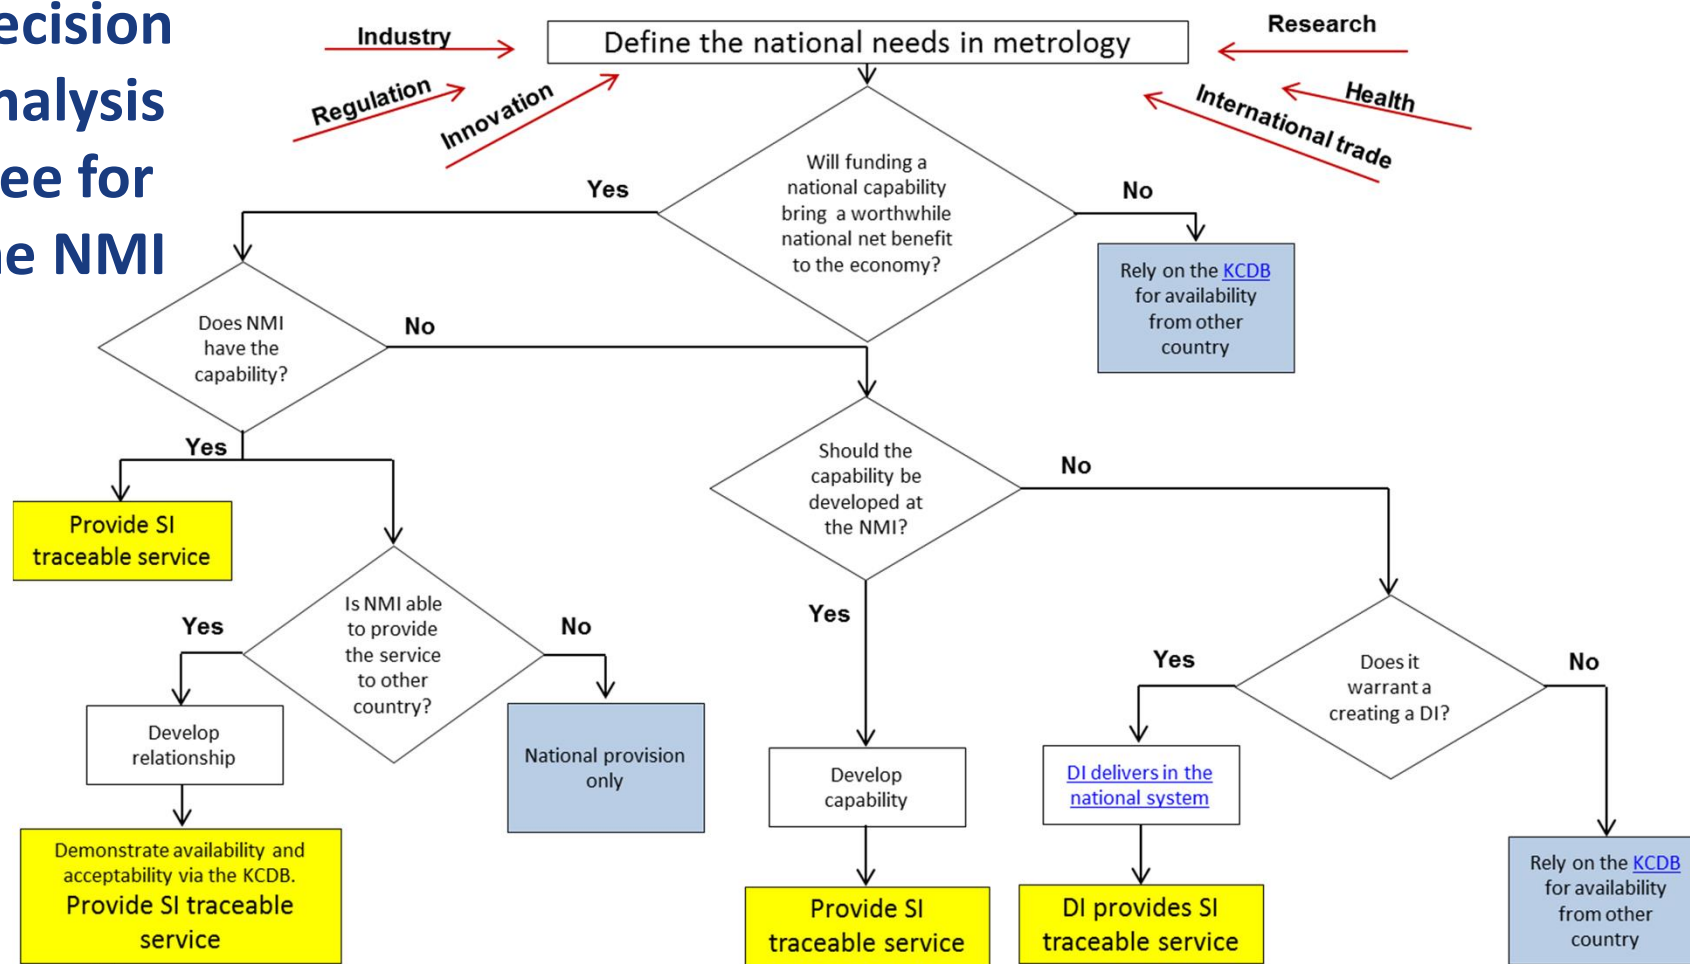 ecision
nalysis
ee for
e NMI
Industry
Regulation
Innovation
Define the national needs in metrology
Research
Health
International trade
Will funding a
national capability
bring a worthwhile
national net benefit
to the economy?
Yes
No
Rely on the KCDB
for availability
from other
country
Does NMI
have the
capability?
No
Yes
Provide SI
traceable service
Should the
capability be
developed at
the NMI?
No
Yes
Is NMI able
to provide
the service
to other
country?
Yes
No
Develop
relationship
National provision
only
Demonstrate availability and
acceptability via the KCDB.
Provide SI traceable
service
Develop
capability
Provide SI
traceable service
Does it
warrant a
creating a DI?
Yes
No
DI delivers in the
national system
DI provides SI
traceable service
Rely on the KCDB
for availability
from other
country